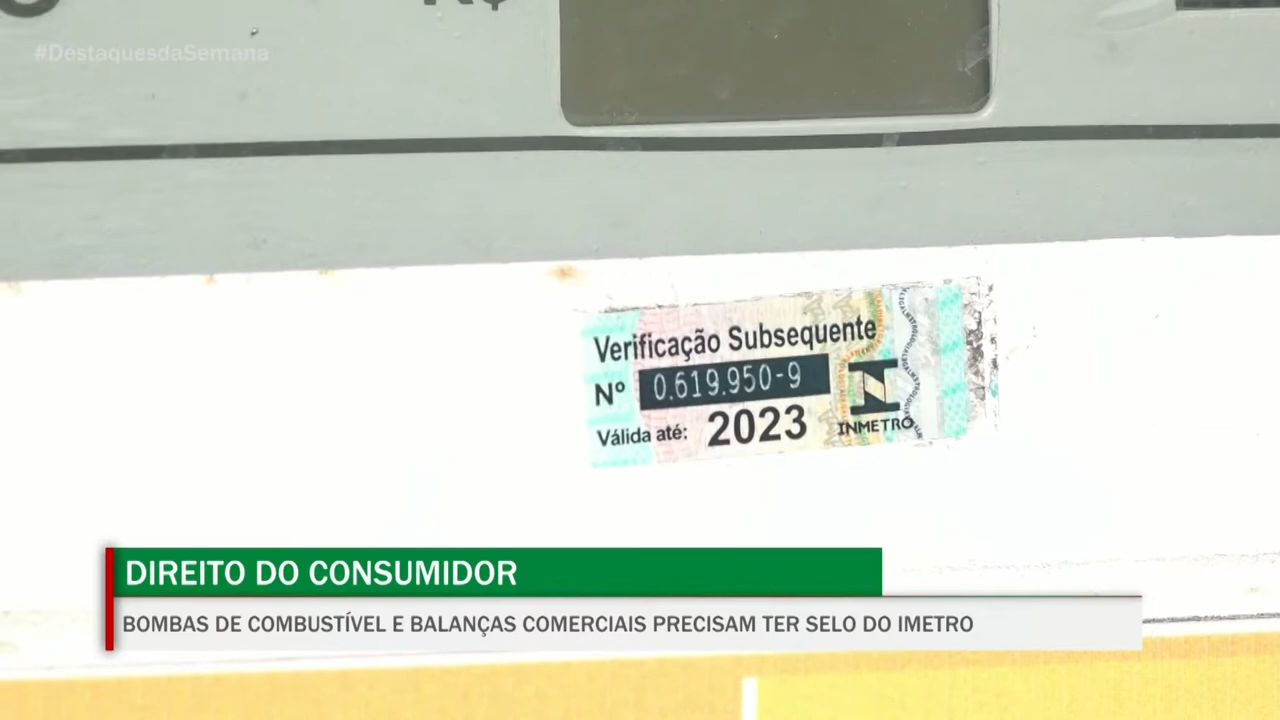 #DestaquesdaSemana
Verificação Subsequente
Nº 0.619.950-9
Válida até: 2023
INMETRO
DIREITO DO CONSUMIDOR
BOMBAS DE COMBUSTÍVEL E BALANÇAS COMERCIAIS PRECISAM TER SELO DO IMETRO